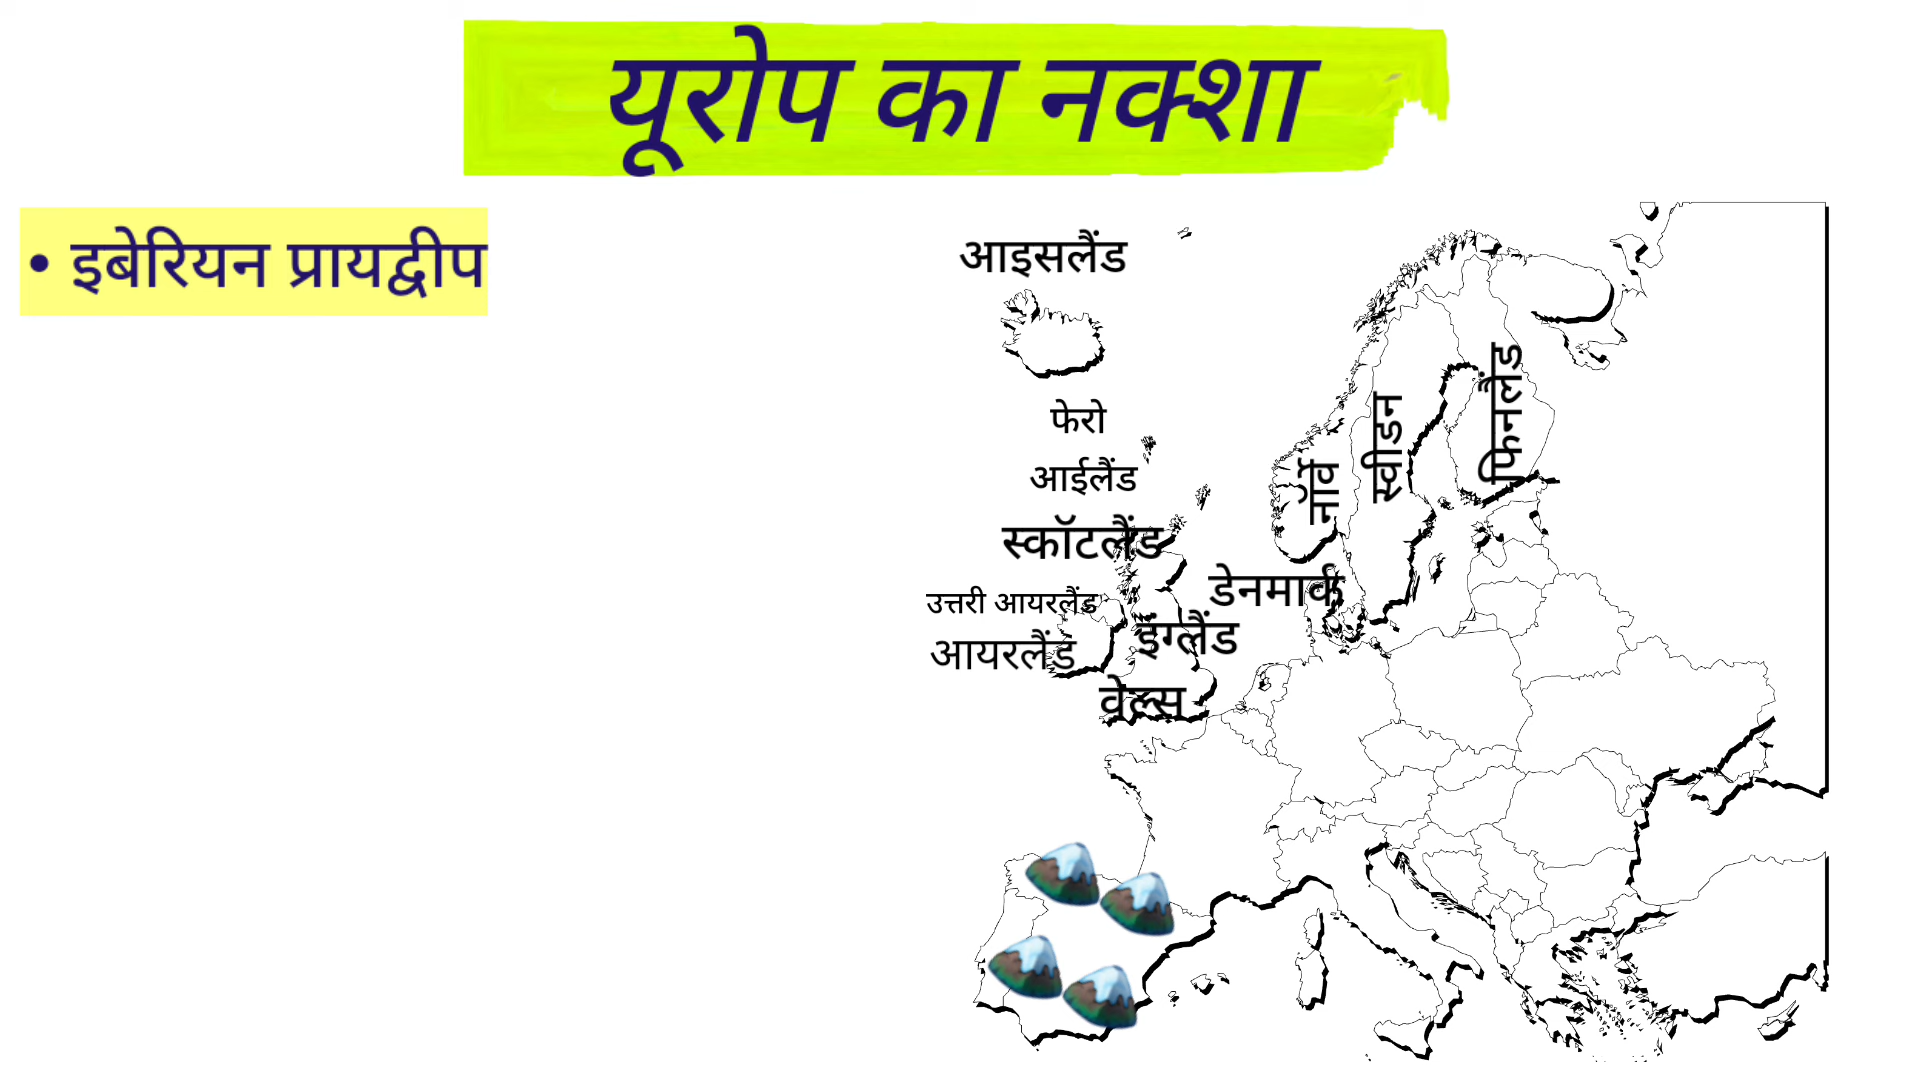 यूरोप का नक्शा
• इबेरियन प्रायद्वीप
आइसलैंड
फेरो
आईलैंड
स्कॉटलैंड
उत्तरी आयरलैंड
आयरलैंड
इंग्लैंड
वेल्स
डेनमार्क
नॉर्वे
स्वीडन
फिनलैंड